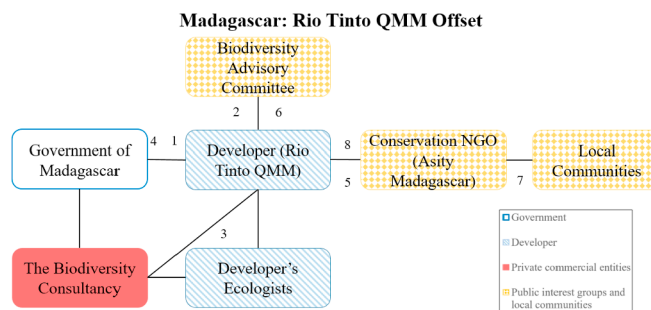 Madagascar: Rio Tinto QMM Offset
Biodiversity
Advisory
Committee
2 6
Government of
Madagascar
4 1
Developer (Rio
Tinto QMM)
8
5
Conservation NGO
(Asity
Madagascar)
7
Local
Communities
3
The Biodiversity
Consultancy
Developer's
Ecologists
Government
Developer
Private commercial entities
Public interest groups and
local communities